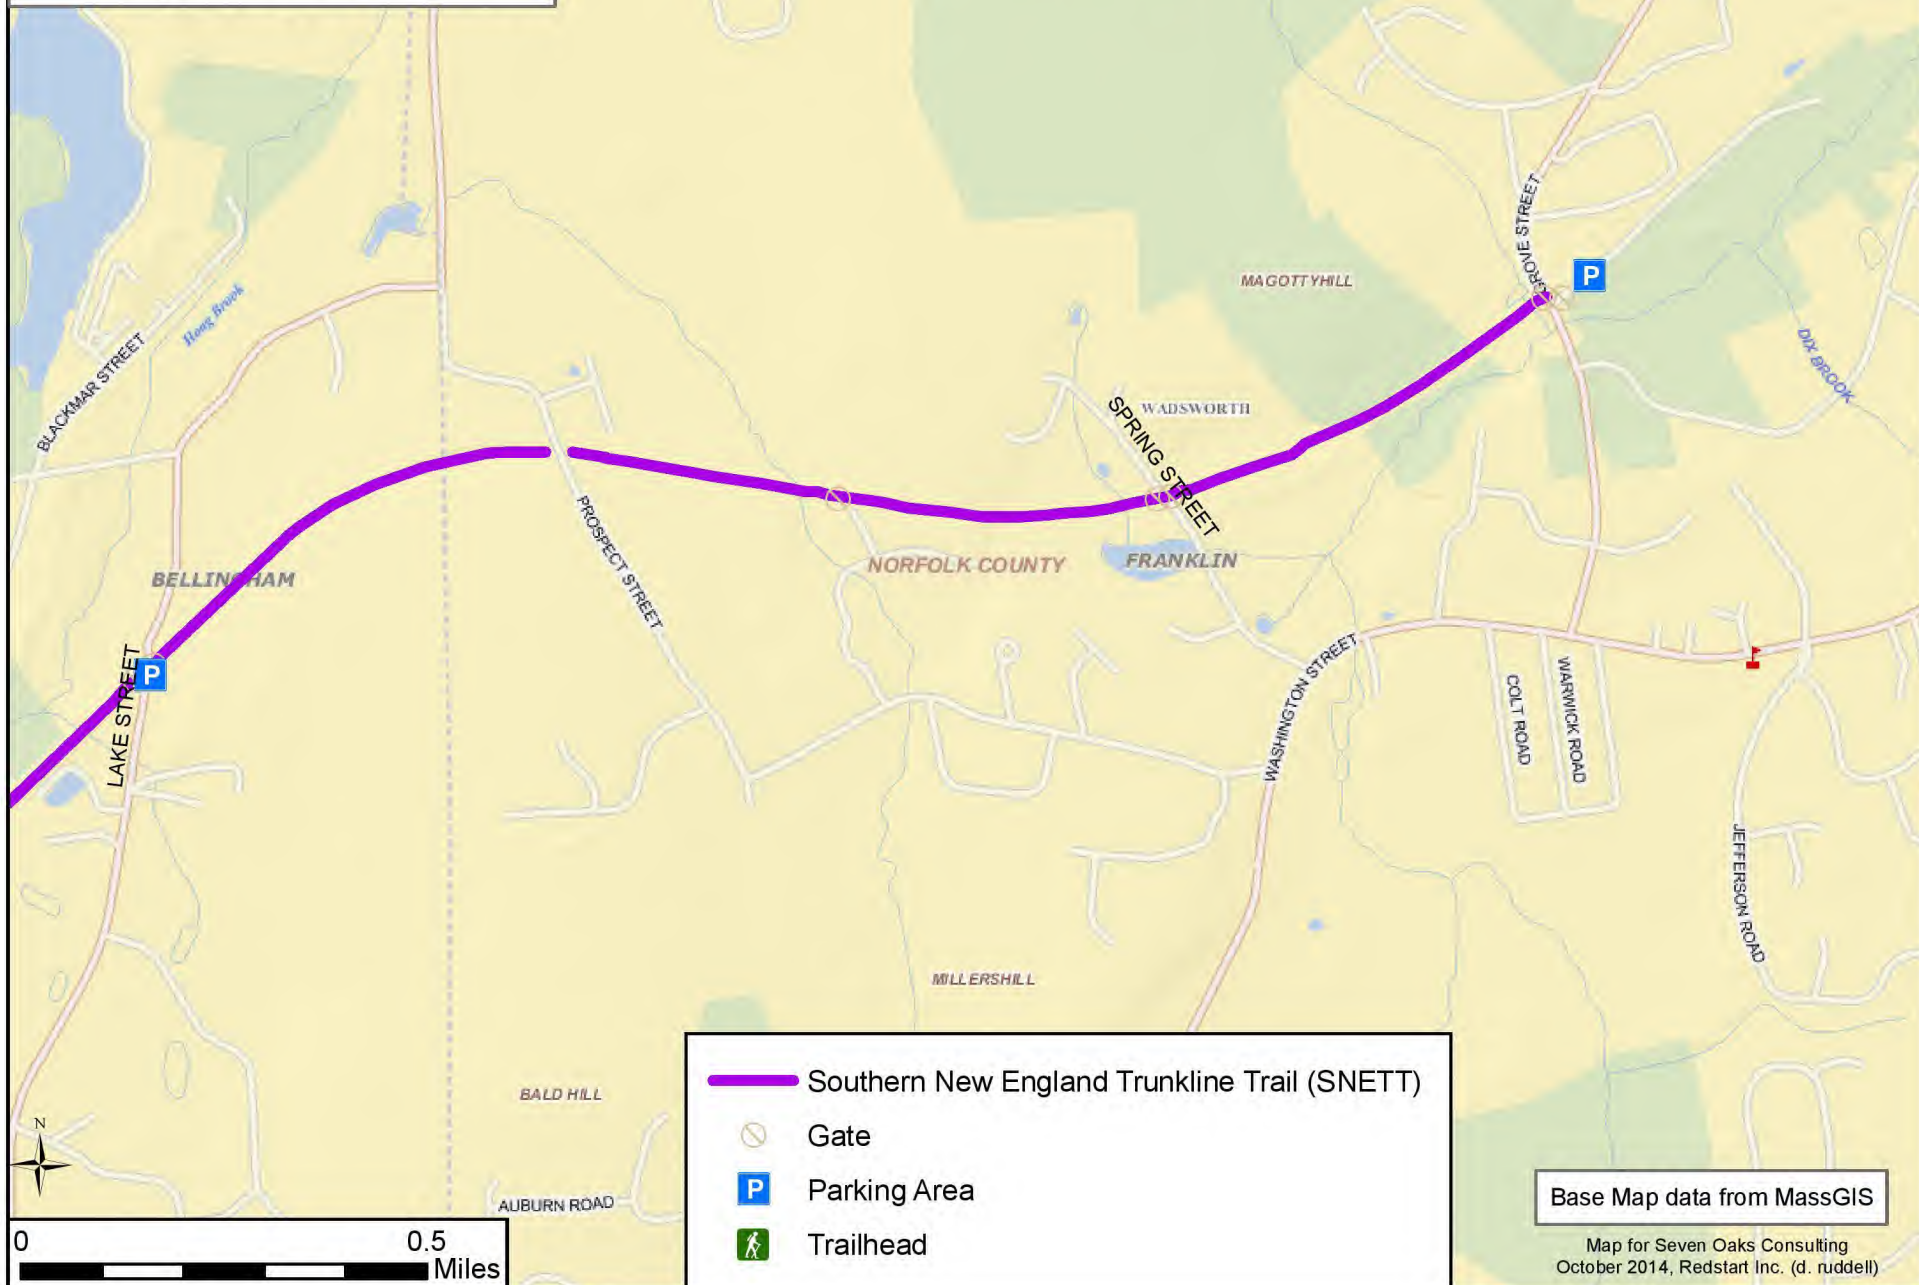 MAGOTTYHILL
GROVE STREET
P
Hoag Brook
BLACKMAR STREET
DIX BROOK
SPRING STREET
WADSWORTH
PROSPECT STREET
NORFOLK COUNTY
FRANKLIN
BELLINGHAM
LAKE STREET
P
WASHINGTON STREET
COLT ROAD
WARWICK ROAD
JEFFERSON ROAD
MILLERSHILL
BALD HILL
AUBURN ROAD
N
0 0.5
Miles
Southern New England Trunkline Trail (SNETT)
Gate
P Parking Area
Trailhead
Base Map data from MassGIS
Map for Seven Oaks Consulting
October 2014, Redstart Inc. (d. ruddell)